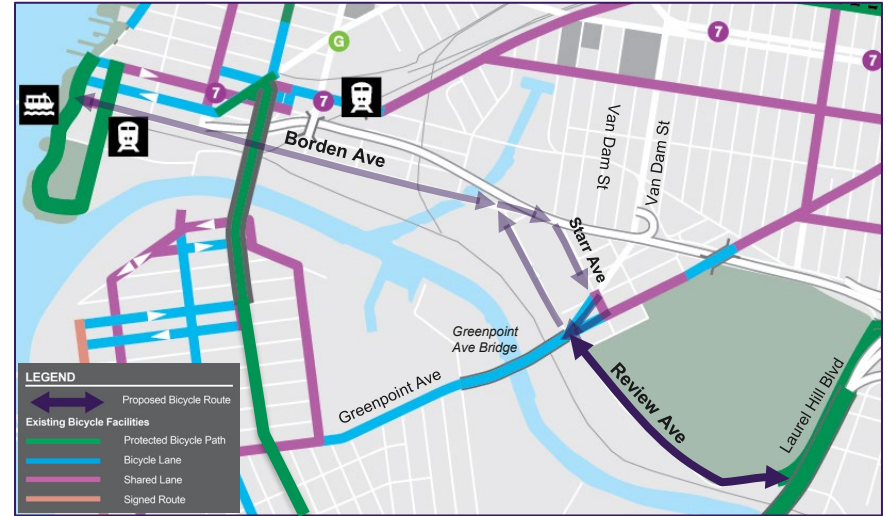 G
7
7
7
7
Borden Ave
Van Dam St
Van Dam St
Starr Ave
Greenpoint
Ave Bridge
Greenpoint Ave
Review Ave
Laurel Hill Blvd
LEGEND
Proposed Bicycle Route
Existing Bicycle Facilities
Protected Bicycle Path
Bicycle Lane
Shared Lane
Signed Route